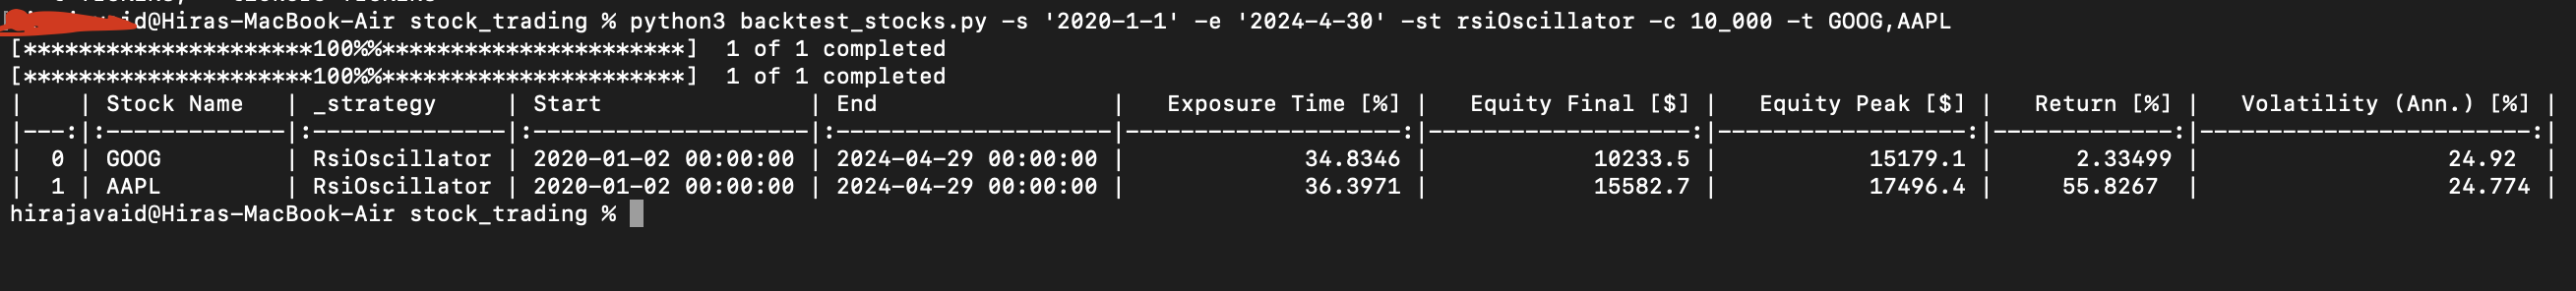 aid@Hiras-MacBook-Air stock_trading % python3 backtest_stocks.py -s '2020-1-1' -e '2024-4-30' -st rsiOscillator -c 10_000 -t GOOG,AAPL
[*********************100%%**********************]  1 of 1 completed
[*********************100%%**********************]  1 of 1 completed
|    | Stock Name   | _strategy     | Start               | End                 |   Exposure Time [%] |   Equity Final [$] |   Equity Peak [$] |   Return [%] |   Volatility (Ann.) [%] |
|---:|:-------------|:--------------|:--------------------|:--------------------|--------------------:|-------------------:|------------------:|-------------:|------------------------:|
|  0 | GOOG         | RsiOscillator | 2020-01-02 00:00:00 | 2024-04-29 00:00:00 |             34.8346 |            10233.5 |           15179.1 |      2.33499 |                  24.92  |
|  1 | AAPL         | RsiOscillator | 2020-01-02 00:00:00 | 2024-04-29 00:00:00 |             36.3971 |            15582.7 |           17496.4 |     55.8267  |                  24.774 |
hirajavaid@Hiras-MacBook-Air stock_trading %